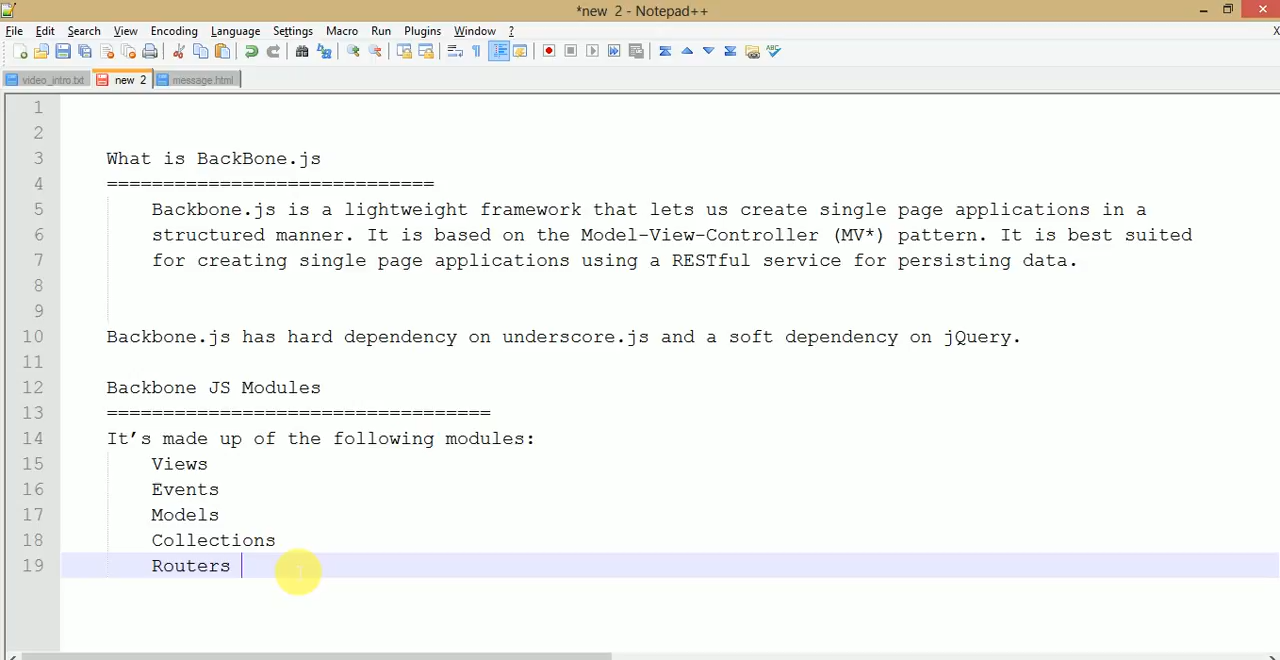 *new  2 - Notepad++
File Edit Search View Encoding Language Settings Macro Run Plugins Window ? X
video_intro.txt new 2 message.html
1
2
3 What is BackBone.js
4 =============================
5 Backbone.js is a lightweight framework that lets us create single page applications in a
6 structured manner. It is based on the Model-View-Controller (MV*) pattern. It is best suited
7 for creating single page applications using a RESTful service for persisting data.
8
9
10 Backbone.js has hard dependency on underscore.js and a soft dependency on jQuery.
11
12 Backbone JS Modules
13 ==================================
14 It’s made up of the following modules:
15 Views
16 Events
17 Models
18 Collections
19 Routers